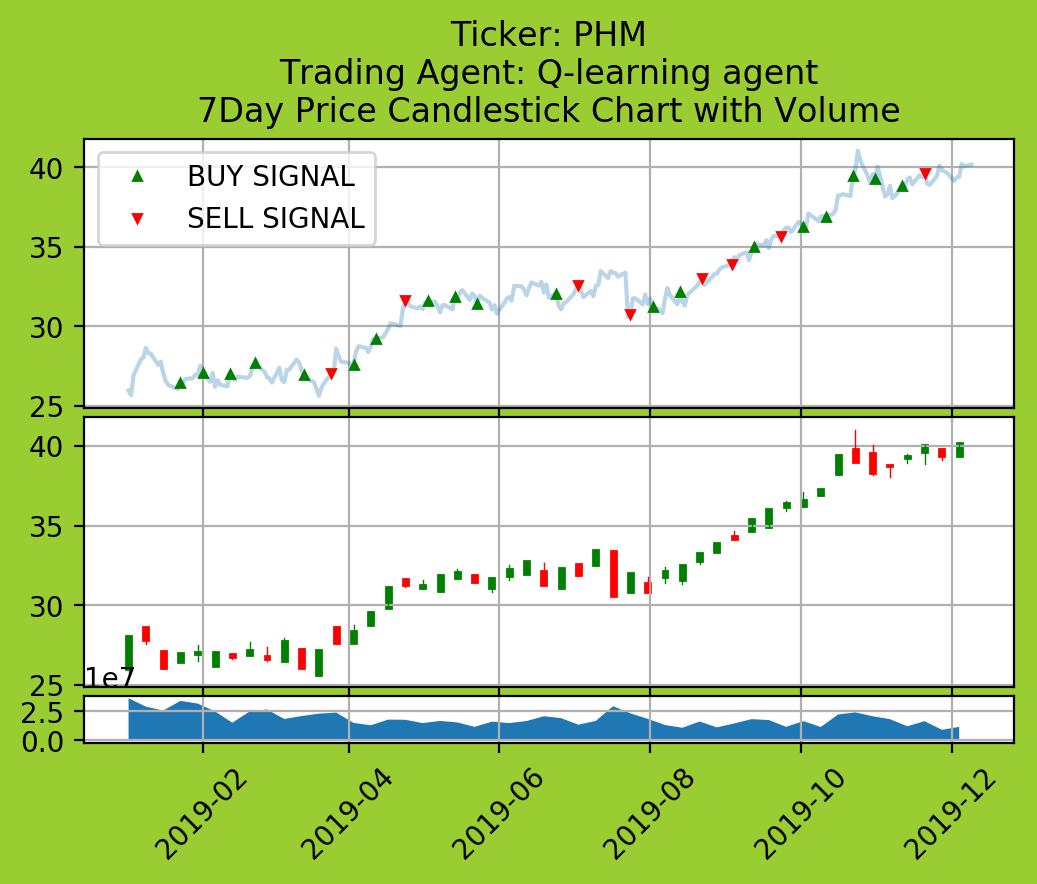 Ticker: PHM
Trading Agent: Q-learning agent
7Day Price Candlestick Chart with Volume
BUY SIGNAL
SELL SIGNAL
40
35
30
25
40
35
30
25
1e7
2.5
0.0
2019-02
2019-04
2019-06
2019-08
2019-10
2019-12